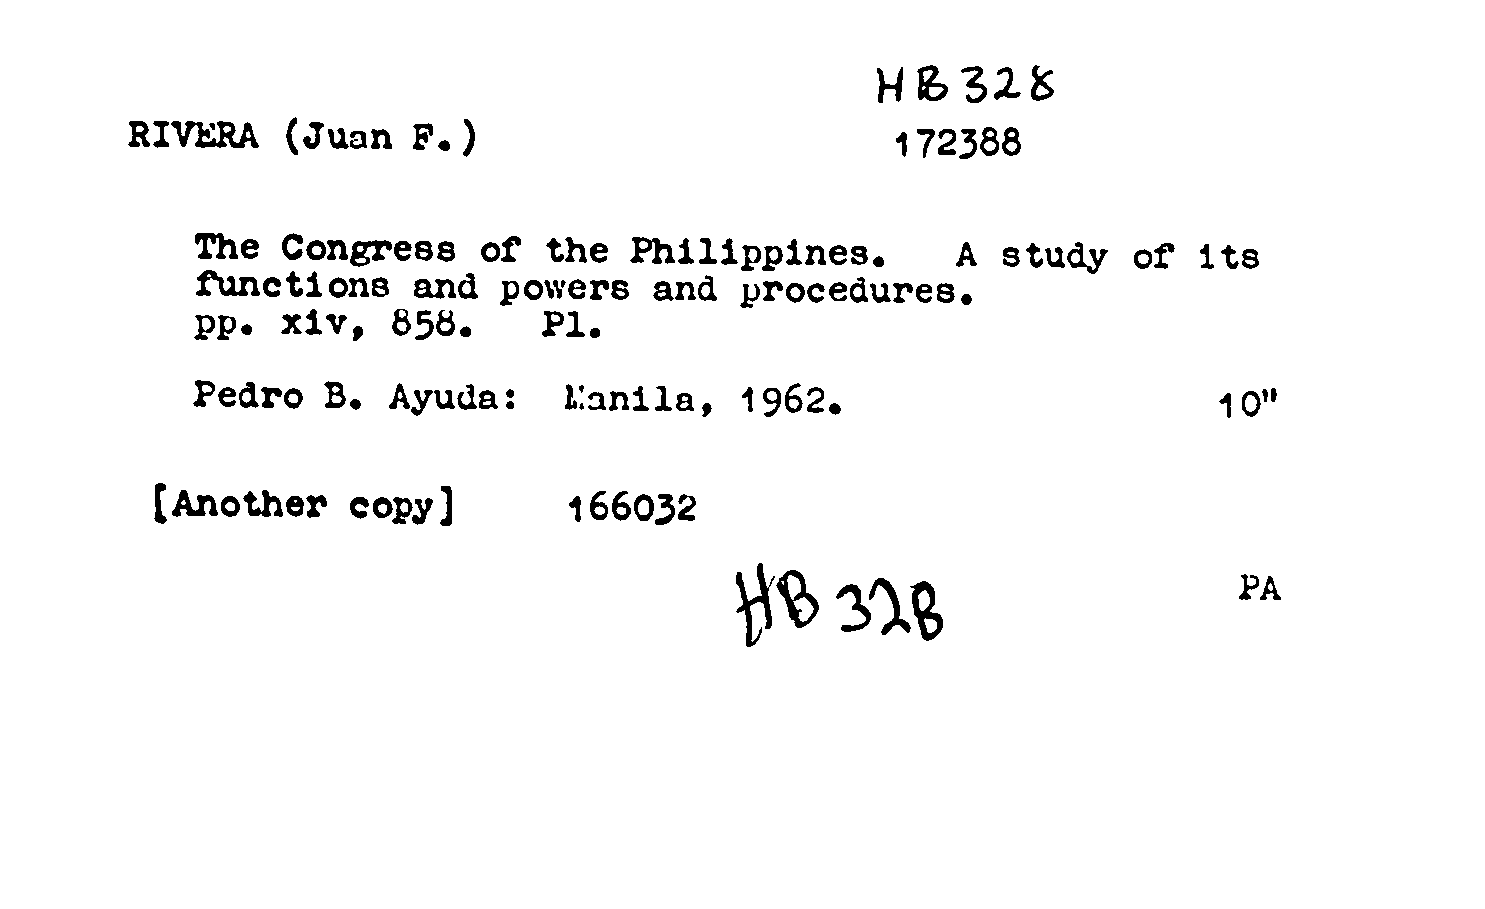 HB 328
RIVERA (Juan F.) 172388
The Congress of the Philippines. A study of its
functions and powers and procedures.
pp. xiv, 858. Pl.
Pedro B. Ayuda: Manila, 1962. 10"
[Another copy] 166032
HB 328
PA